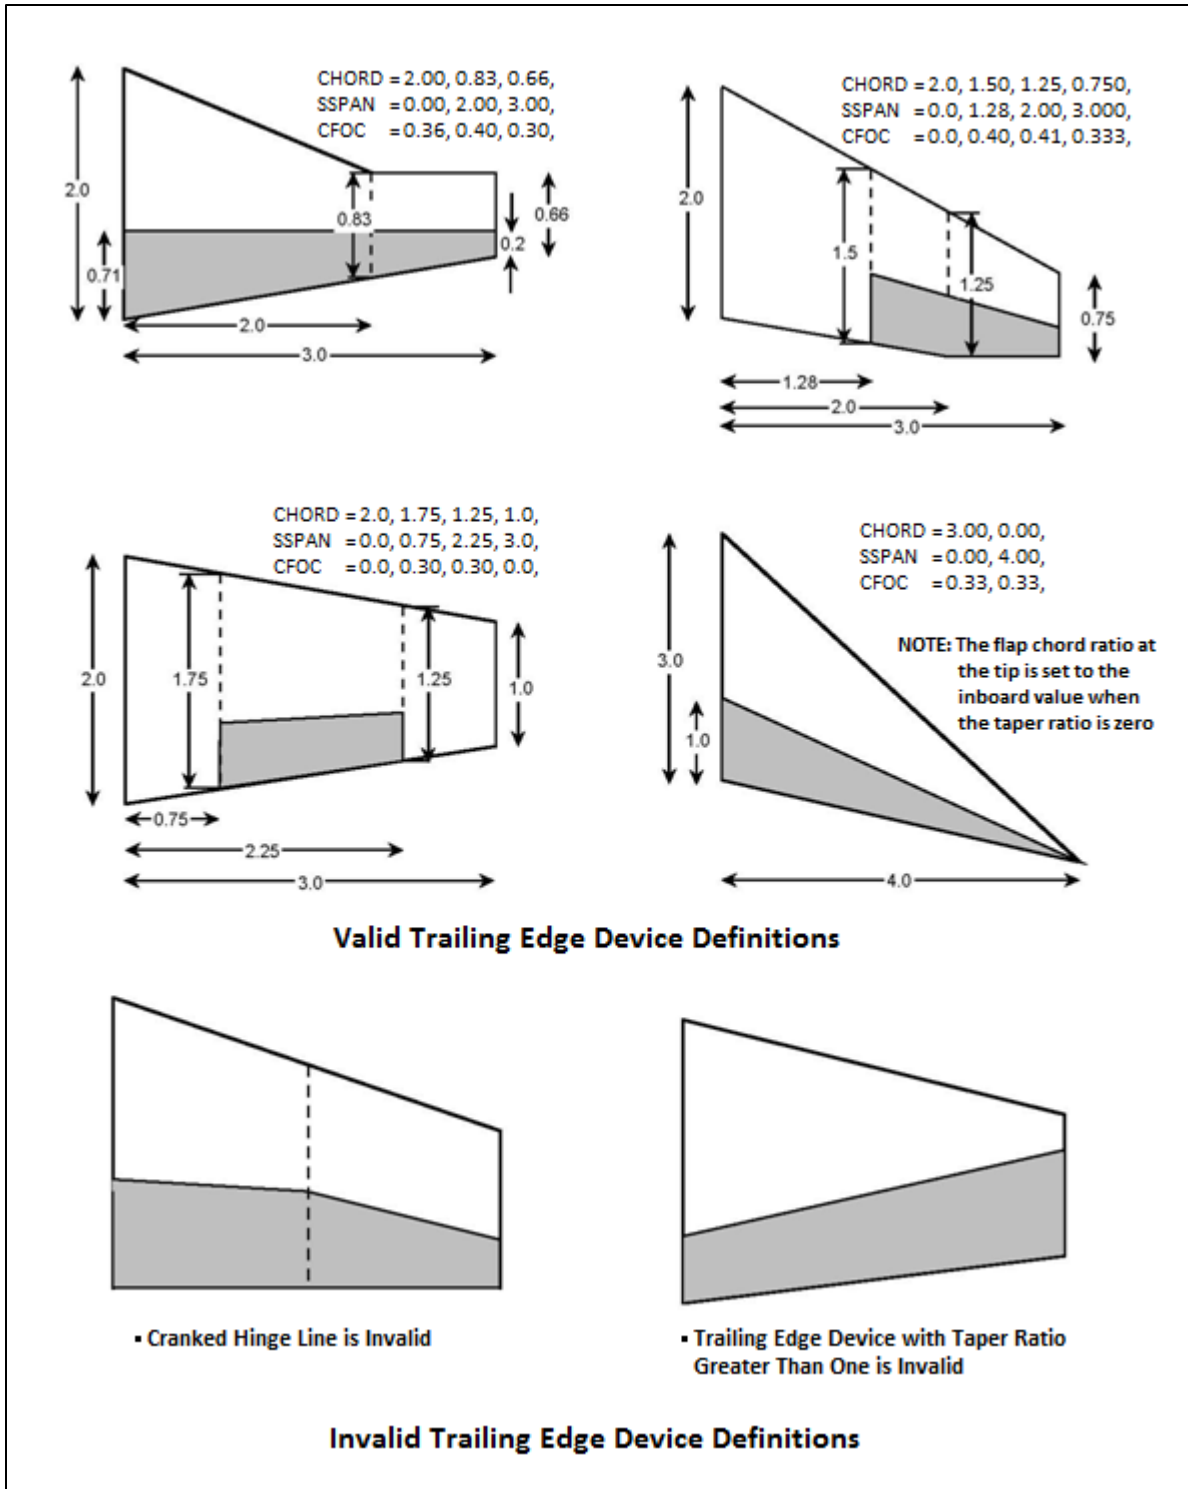 CHORD = 2.00, 0.83, 0.66,
SSPAN = 0.00, 2.00, 3.00,
CFOC = 0.36, 0.40, 0.30,
2.0
0.83
0.66
0.2
0.71
2.0
3.0
CHORD = 2.0, 1.50, 1.25, 0.750,
SSPAN = 0.0, 1.28, 2.00, 3.000,
CFOC = 0.0, 0.40, 0.41, 0.333,
2.0
1.5
1.25
0.75
1.28
2.0
3.0
CHORD = 2.0, 1.75, 1.25, 1.0,
SSPAN = 0.0, 0.75, 2.25, 3.0,
CFOC = 0.0, 0.30, 0.30, 0.0,
2.0
1.75
1.25
1.0
0.75
2.25
3.0
CHORD = 3.00, 0.00,
SSPAN = 0.00, 4.00,
CFOC = 0.33, 0.33,
NOTE: The flap chord ratio at
the tip is set to the
inboard value when
the taper ratio is zero
3.0
1.0
4.0
Valid Trailing Edge Device Definitions
▪ Cranked Hinge Line is Invalid
▪ Trailing Edge Device with Taper Ratio
Greater Than One is Invalid
Invalid Trailing Edge Device Definitions